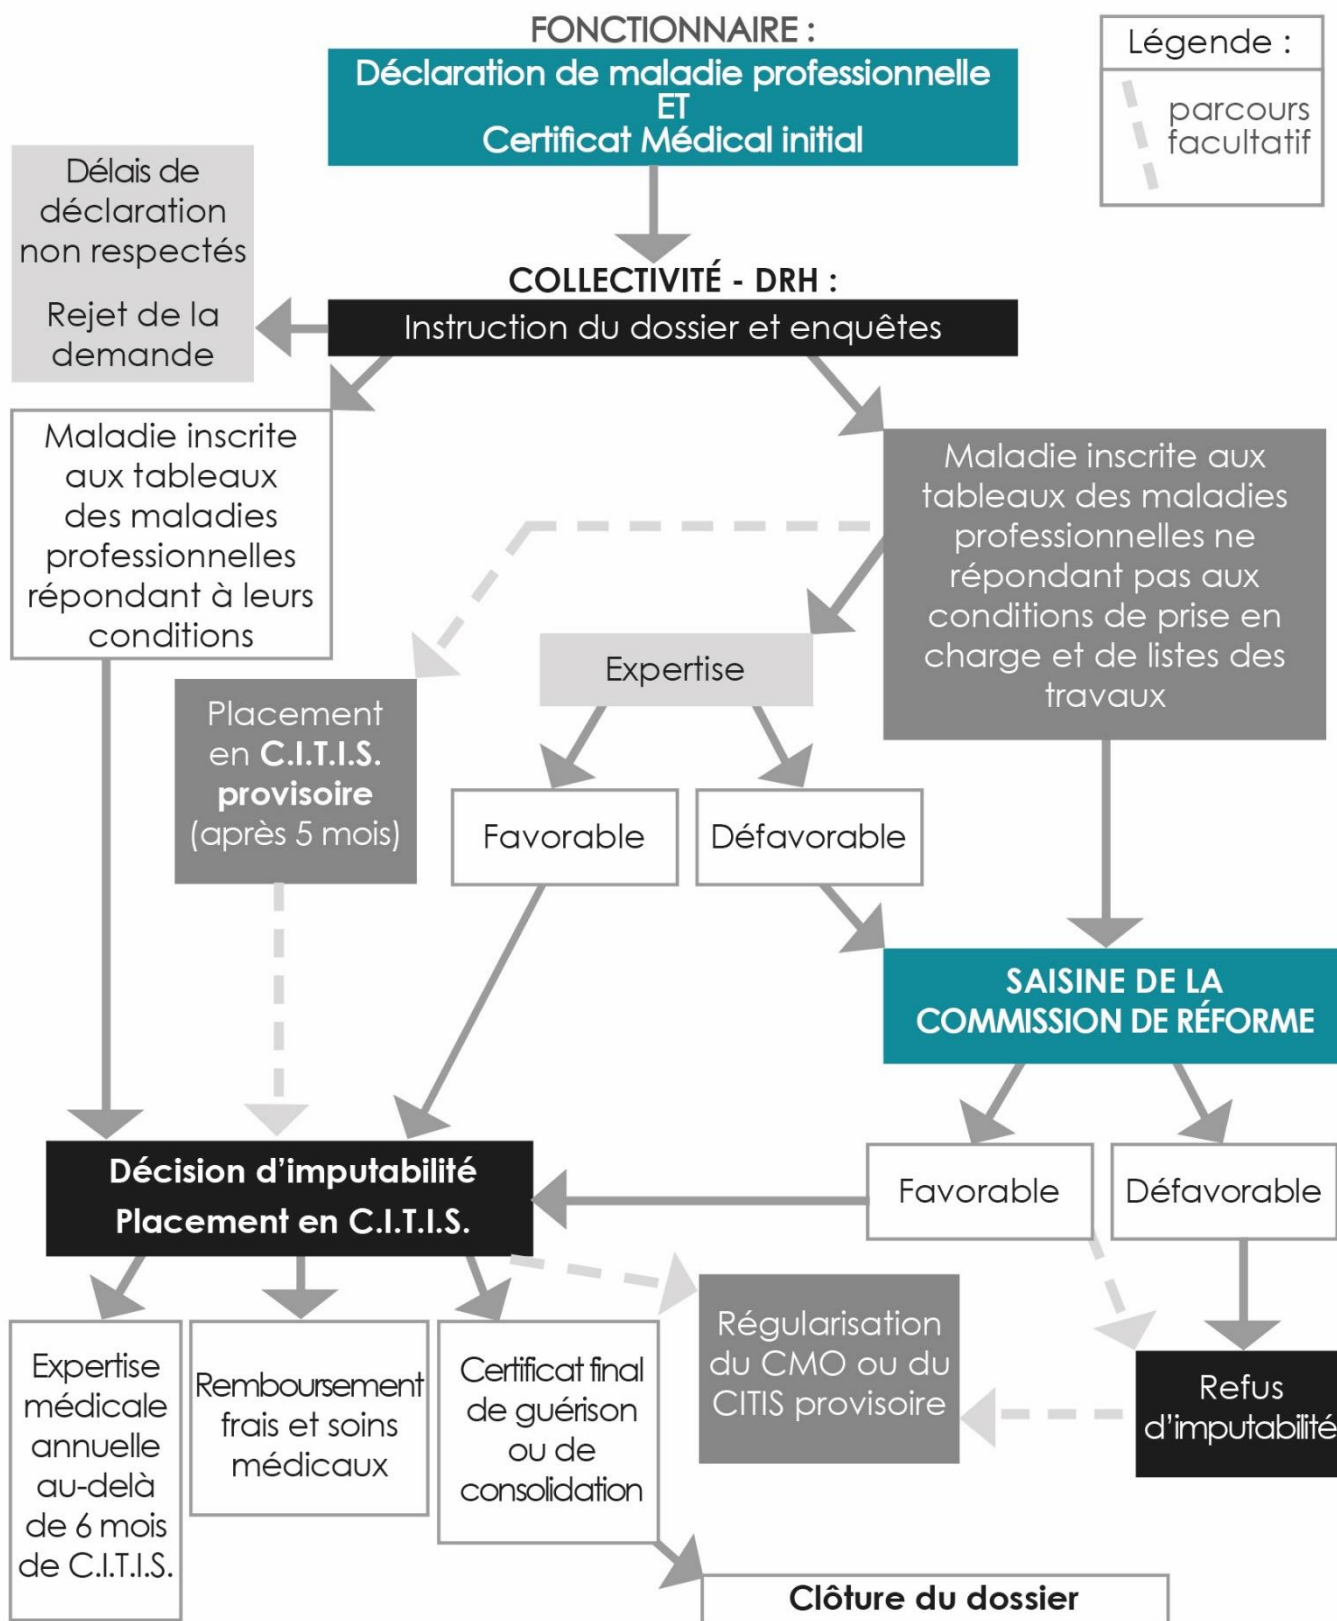 FONCTIONNAIRE :
Déclaration de maladie professionnelle
ET
Certificat Médical initial
Légende :
parcours
facultatif
Délais de
déclaration
non respectés
Rejet de la
demande
COLLECTIVITÉ - DRH :
Instruction du dossier et enquêtes
Maladie inscrite
aux tableaux
des maladies
professionnelles
répondant à leurs
conditions
Maladie inscrite aux
tableaux des maladies
professionnelles ne
répondant pas aux
conditions de prise en
charge et de listes des
travaux
Expertise
Placement
en C.I.T.I.S.
provisoire
(après 5 mois)
Favorable
Défavorable
SAISINE DE LA
COMMISSION DE RÉFORME
Favorable
Défavorable
Décision d'imputabilité
Placement en C.I.T.I.S.
Régularisation
du CMO ou du
CITIS provisoire
Refus
d'imputabilité
Expertise
médicale
annuelle
au-delà
de 6 mois
de C.I.T.I.S.
Remboursement
frais et soins
médicaux
Certificat final
de guérison
ou de
consolidation
Clôture du dossier